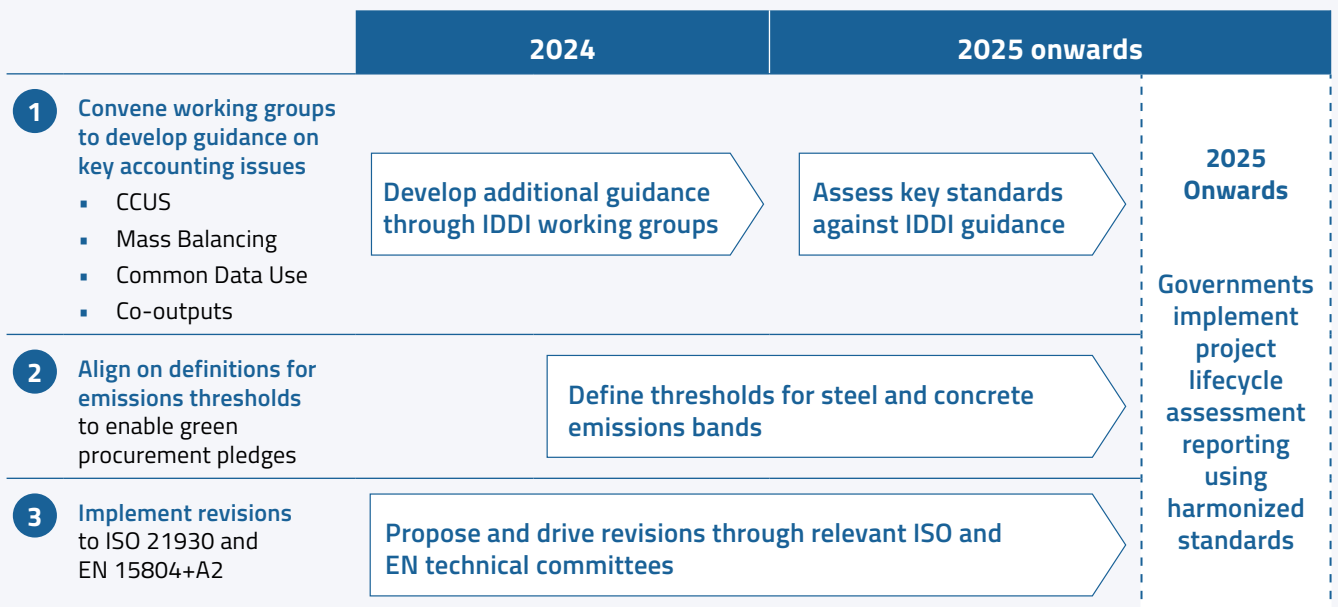 2024
2025 onwards
1
Convene working groups
to develop guidance on
key accounting issues
▪ CCUS
▪ Mass Balancing
▪ Common Data Use
▪ Co-outputs
Develop additional guidance
through IDDI working groups
Assess key standards
against IDDI guidance
2
Align on definitions for
emissions thresholds
to enable green
procurement pledges
Define thresholds for steel and concrete
emissions bands
3
Implement revisions
to ISO 21930 and
EN 15804+A2
Propose and drive revisions through relevant ISO and
EN technical committees
2025
Onwards
Governments
implement
project
lifecycle
assessment
reporting
using
harmonized
standards